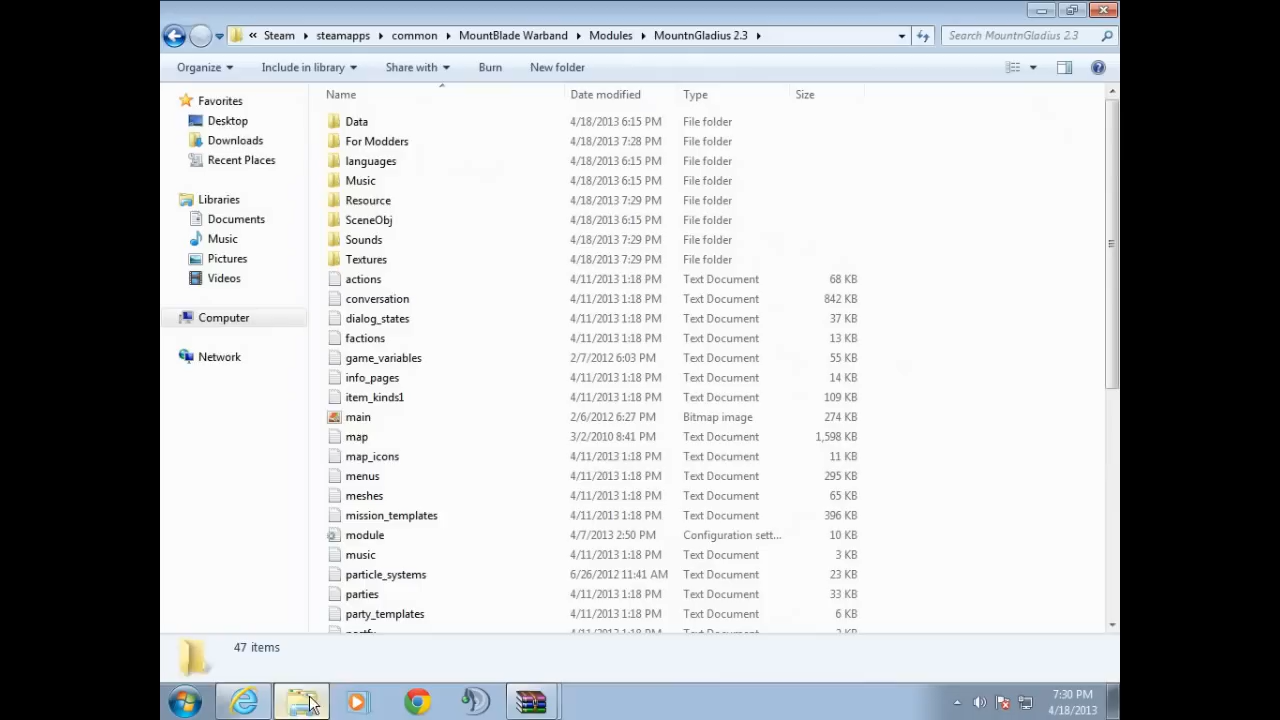 « Steam ▸ steamapps ▸ common ▸ MountBlade Warband ▸ Modules ▸ MountnGladius 2.3 ▸
Search MountnGladius 2.3
Organize Include in library Share with Burn New folder
Name Date modified Type Size
Favorites
Desktop
Downloads
Recent Places
Libraries
Documents
Music
Pictures
Videos
Computer
Network
Data 4/18/2013 6:15 PM File folder
For Modders 4/18/2013 7:28 PM File folder
languages 4/18/2013 6:15 PM File folder
Music 4/18/2013 6:15 PM File folder
Resource 4/18/2013 7:29 PM File folder
SceneObj 4/18/2013 6:15 PM File folder
Sounds 4/18/2013 7:29 PM File folder
Textures 4/18/2013 7:29 PM File folder
actions 4/11/2013 1:18 PM Text Document 68 KB
conversation 4/11/2013 1:18 PM Text Document 842 KB
dialog_states 4/11/2013 1:18 PM Text Document 37 KB
factions 4/11/2013 1:18 PM Text Document 13 KB
game_variables 2/7/2012 6:03 PM Text Document 55 KB
info_pages 4/11/2013 1:18 PM Text Document 14 KB
item_kinds1 4/11/2013 1:18 PM Text Document 109 KB
main 2/6/2012 6:27 PM Bitmap image 274 KB
map 3/2/2010 8:41 PM Text Document 1,598 KB
map_icons 4/11/2013 1:18 PM Text Document 11 KB
menus 4/11/2013 1:18 PM Text Document 295 KB
meshes 4/11/2013 1:18 PM Text Document 65 KB
mission_templates 4/11/2013 1:18 PM Text Document 396 KB
module 4/7/2013 2:50 PM Configuration sett... 10 KB
music 4/11/2013 1:18 PM Text Document 3 KB
particle_systems 6/26/2012 11:41 AM Text Document 23 KB
parties 4/11/2013 1:18 PM Text Document 33 KB
party_templates 4/11/2013 1:18 PM Text Document 6 KB
47 items
7:30 PM
4/18/2013